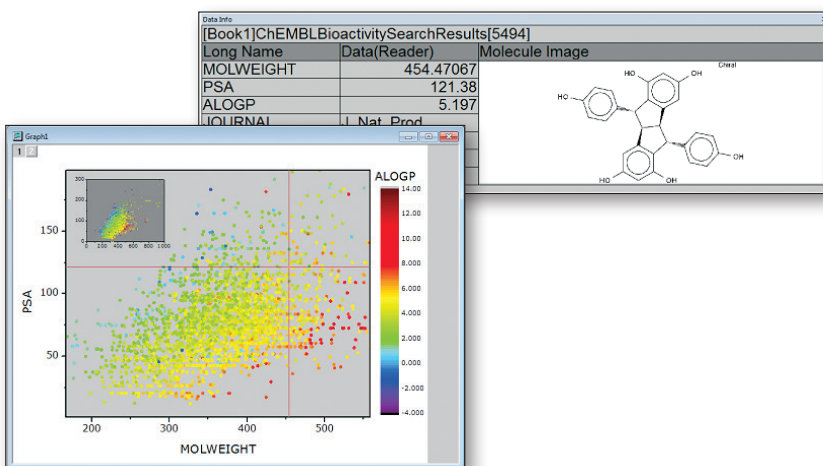 Data Info
[Book1]ChEMBLBioactivitySearchResults[5494]
Long Name Data(Reader) Molecule Image
MOLWEIGHT 454.47067
PSA 121.38
ALOGP 5.197
JOURNAL J. Nat. Prod.
Chiral
HO OH
HO
OH
HO OH
Graph1
1 2
ALOGP
14.00
12.00
10.00
8.000
6.000
4.000
2.000
0.000
-2.000
-4.000
300
200
100
0
0 200 400 600 800 1000
150
100
50
PSA
200 300 400 500
MOLWEIGHT